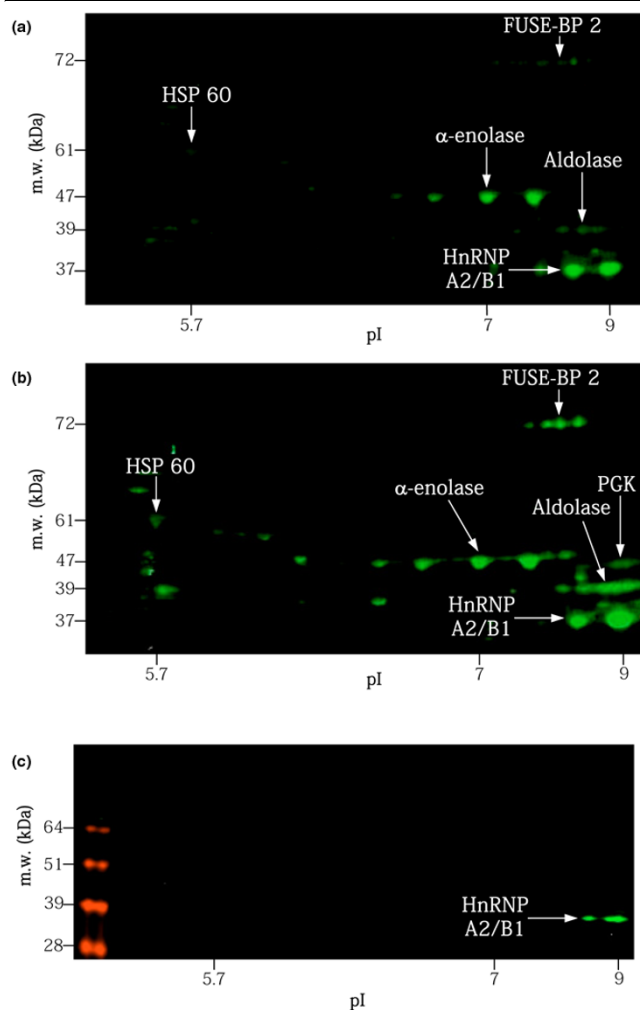 (a)
FUSE-BP 2
72
HSP 60
m.w. (kDa)
61
α-enolase
Aldolase
47
39
HnRNP
A2/B1
37
5.7
7
9
pI
(b)
FUSE-BP 2
72
HSP 60
PGK
α-enolase
Aldolase
m.w. (kDa)
61
47
39
HnRNP
A2/B1
37
5.7
7
9
pI
(c)
m.w. (kDa)
64
51
39
HnRNP
A2/B1
28
5.7
7
9
pI